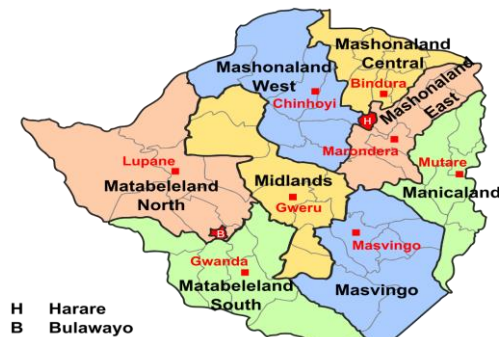 Mashonaland
Central
Bindura
Mashonaland
West
Chinhoyi
Mashonaland
East
H
Marondera
Mutare
Manicaland
Lupane
Matabeleland
North
Midlands
Gweru
B
Masvingo
Gwanda
Matabeleland
South
Masvingo
H Harare
B Bulawayo